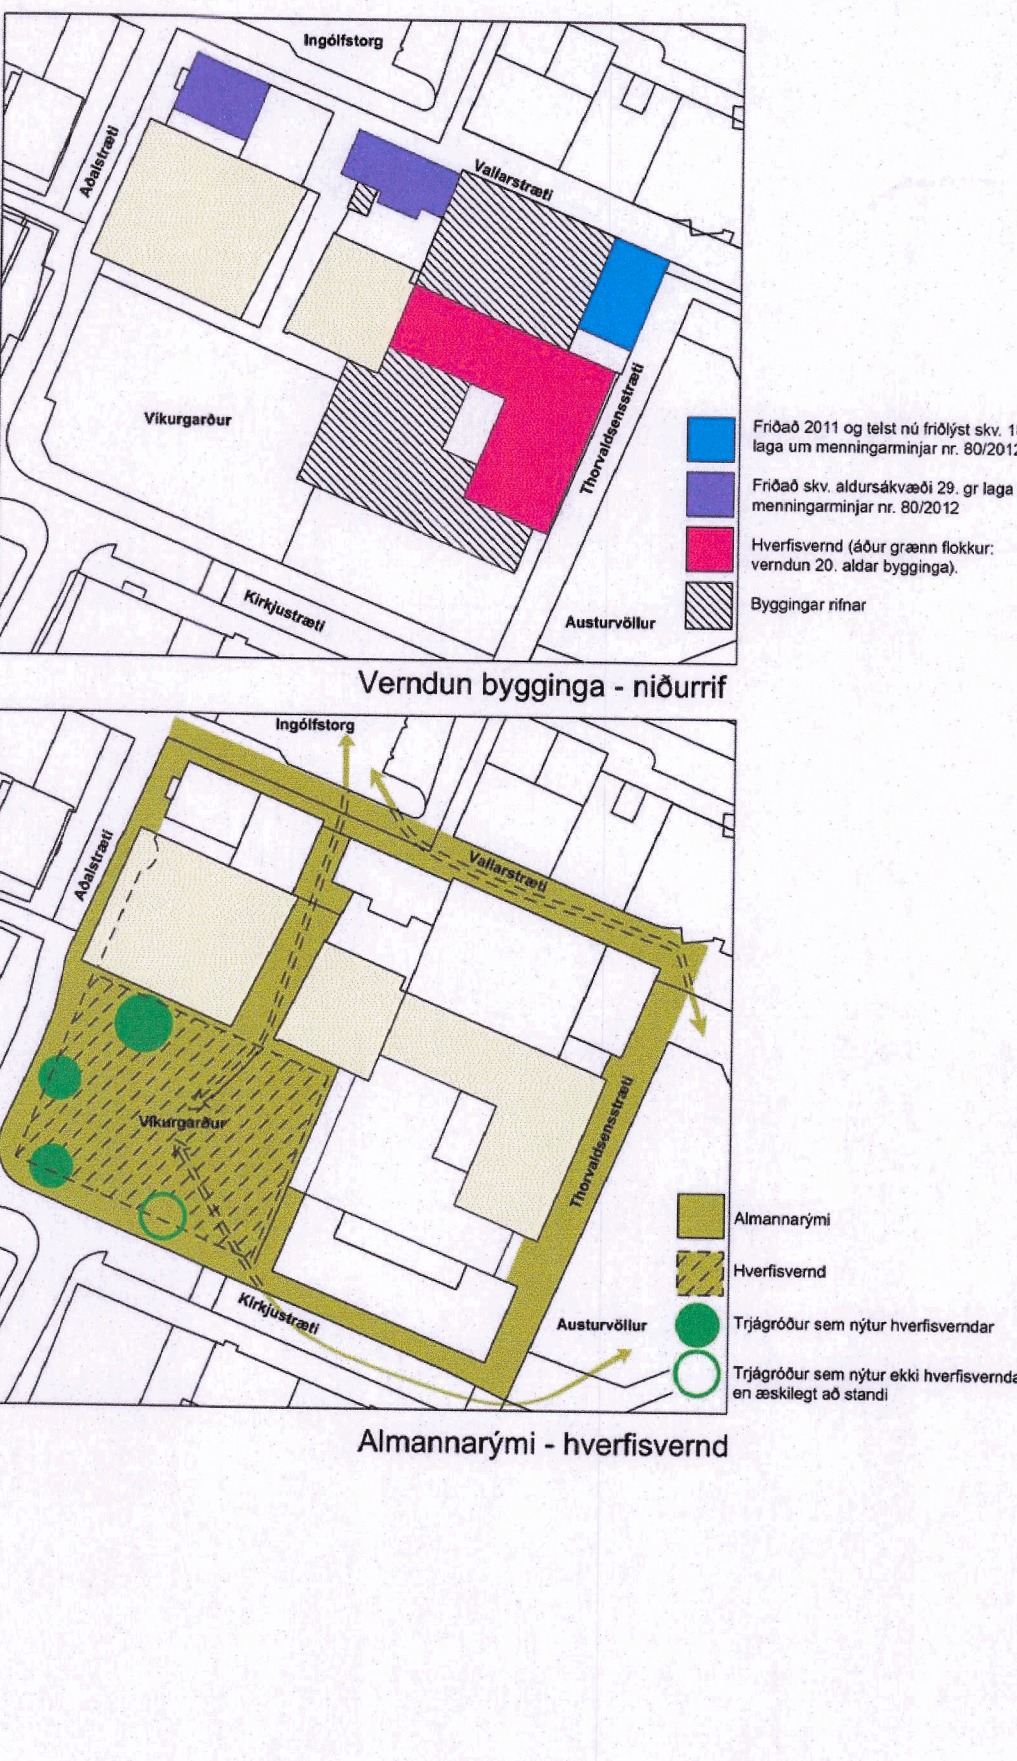 Ingólfstorg
Aðalstræti
Vallarstræti
Víkurgarður
Thorvaldsensstræti
Kirkjustræti
Austurvöllur
Friðað 2011 og telst nú friðlýst skv.
laga um menningarminjar nr. 80/2012
Friðað skv. aldursákvæði 29. gr laga
menningarminjar nr. 80/2012
Hverfisvernd (áður grænn flokkur:
verndun 20. aldar bygginga).
Byggingar rifnar
Verndun bygginga - niðurrif
Ingólfstorg
Aðalstræti
Vallarstræti
Víkurgarður
Thorvaldsensstræti
Kirkjustræti
Austurvöllur
Almannarými
Hverfisvernd
Trjágróður sem nýtur hverfisverndar
Trjágróður sem nýtur ekki
en æskilegt að standi
Almannarými - hverfisvernd